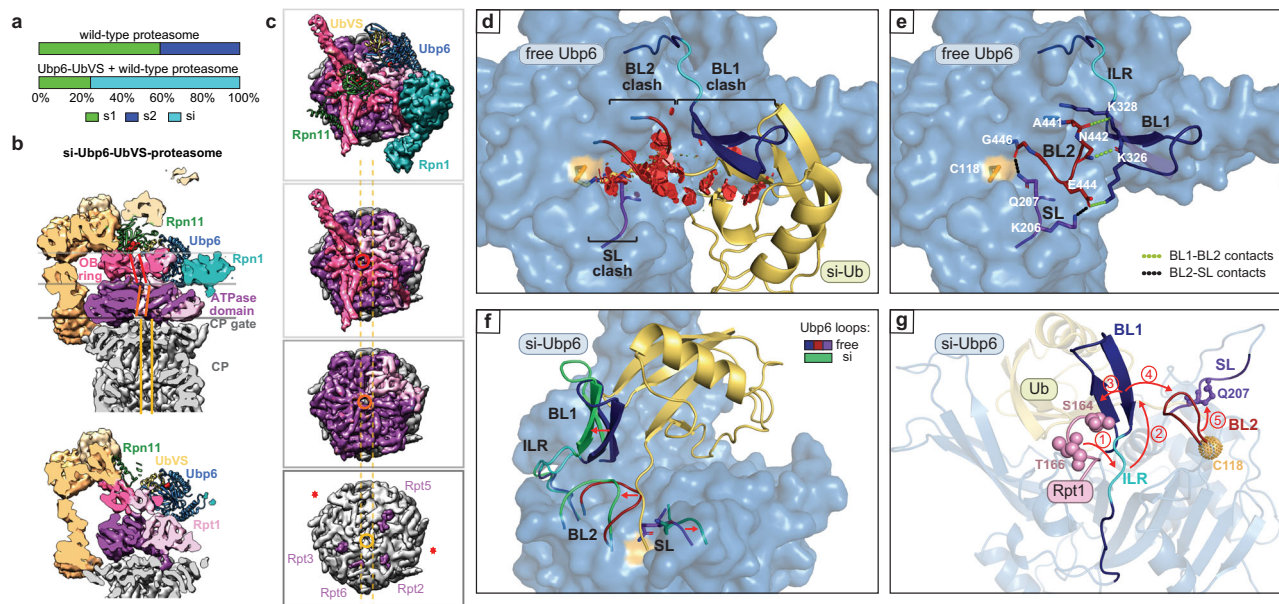 a
wild-type proteasome
Ubp6-UbVS + wild-type proteasome
0% 20% 40% 60% 80% 100%
s1 s2 si
b
si-Ubp6-UbVS-proteasome
Rpn11
Ubp6
OB
ring
Rpn1
ATPase
domain
CP gate
CP
Rpn11
UbVS
Ubp6
Rpt1
c
UbVS
Ubp6
Rpn11
Rpn1
Rpt5
Rpt3
Rpt6
Rpt2
d
free Ubp6
BL2
clash
BL1
clash
SL
clash
si-Ub
e
free Ubp6
ILR
K328
A441
BL1
N442
G446
BL2
K326
C118
E444
Q207
SL
K206
BL1-BL2 contacts
BL2-SL contacts
f
si-Ubp6
Ubp6 loops:
free
si
BL1
ILR
BL2
SL
g
si-Ubp6
BL1
SL
Ub
3
4
Q207
S164
1
2
5
BL2
T166
C118
Rpt1
ILR